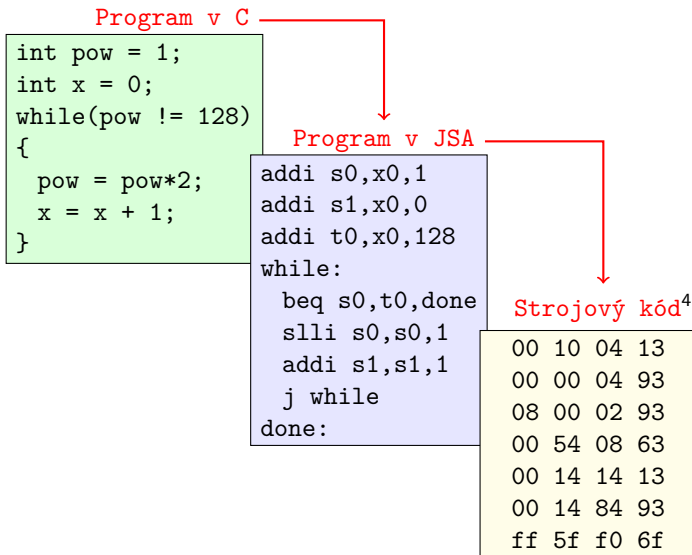 Program v C
int pow = 1;
int x = 0;
while(pow != 128)
{
pow = pow*2;
x = x + 1;
}
Program v JSA
addi s0,x0,1
addi s1,x0,0
addi t0,x0,128
while:
beq s0,t0,done
slli s0,s0,1
addi s1,s1,1
j while
done:
Strojový kód⁴
00 10 04 13
00 00 04 93
08 00 02 93
00 54 08 63
00 14 14 13
00 14 84 93
ff 5f f0 6f